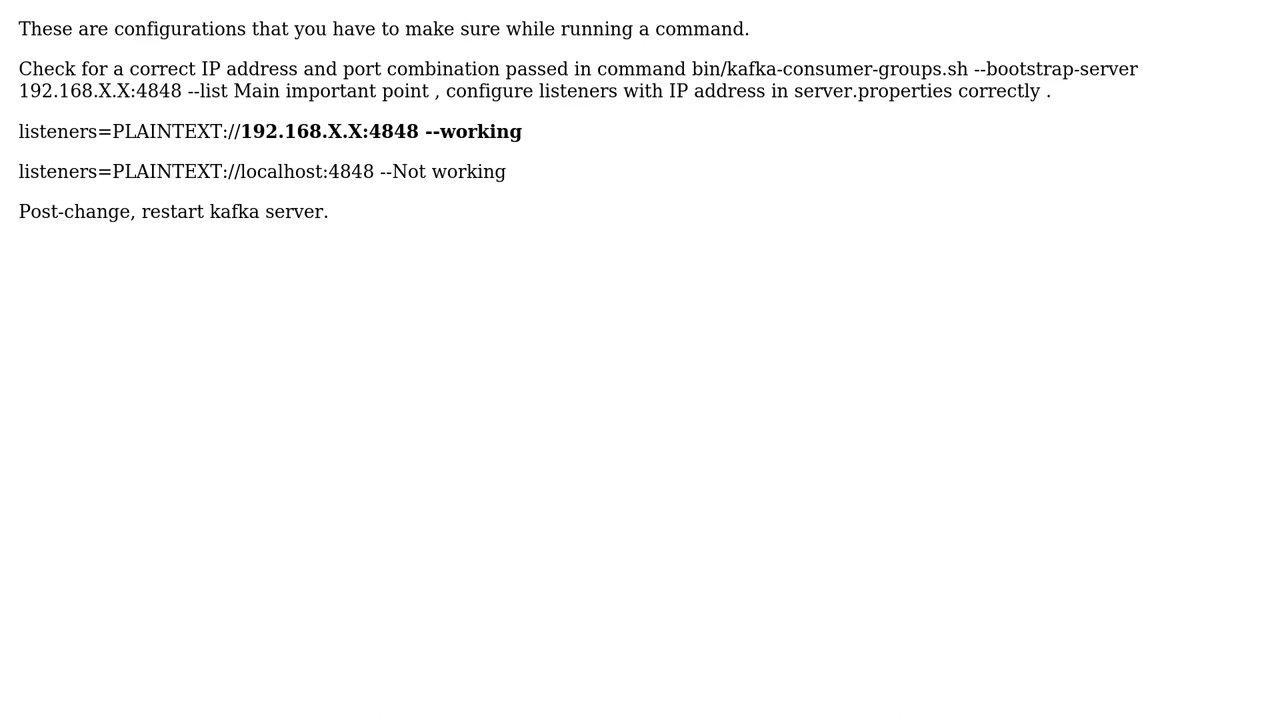 These are configurations that you have to make sure while running a command.
Check for a correct IP address and port combination passed in command bin/kafka-consumer-groups.sh --bootstrap-server
192.168.X.X:4848 --list Main important point , configure listeners with IP address in server.properties correctly .
listeners=PLAINTEXT://192.168.X.X:4848 --working
listeners=PLAINTEXT://localhost:4848 --Not working
Post-change, restart kafka server.